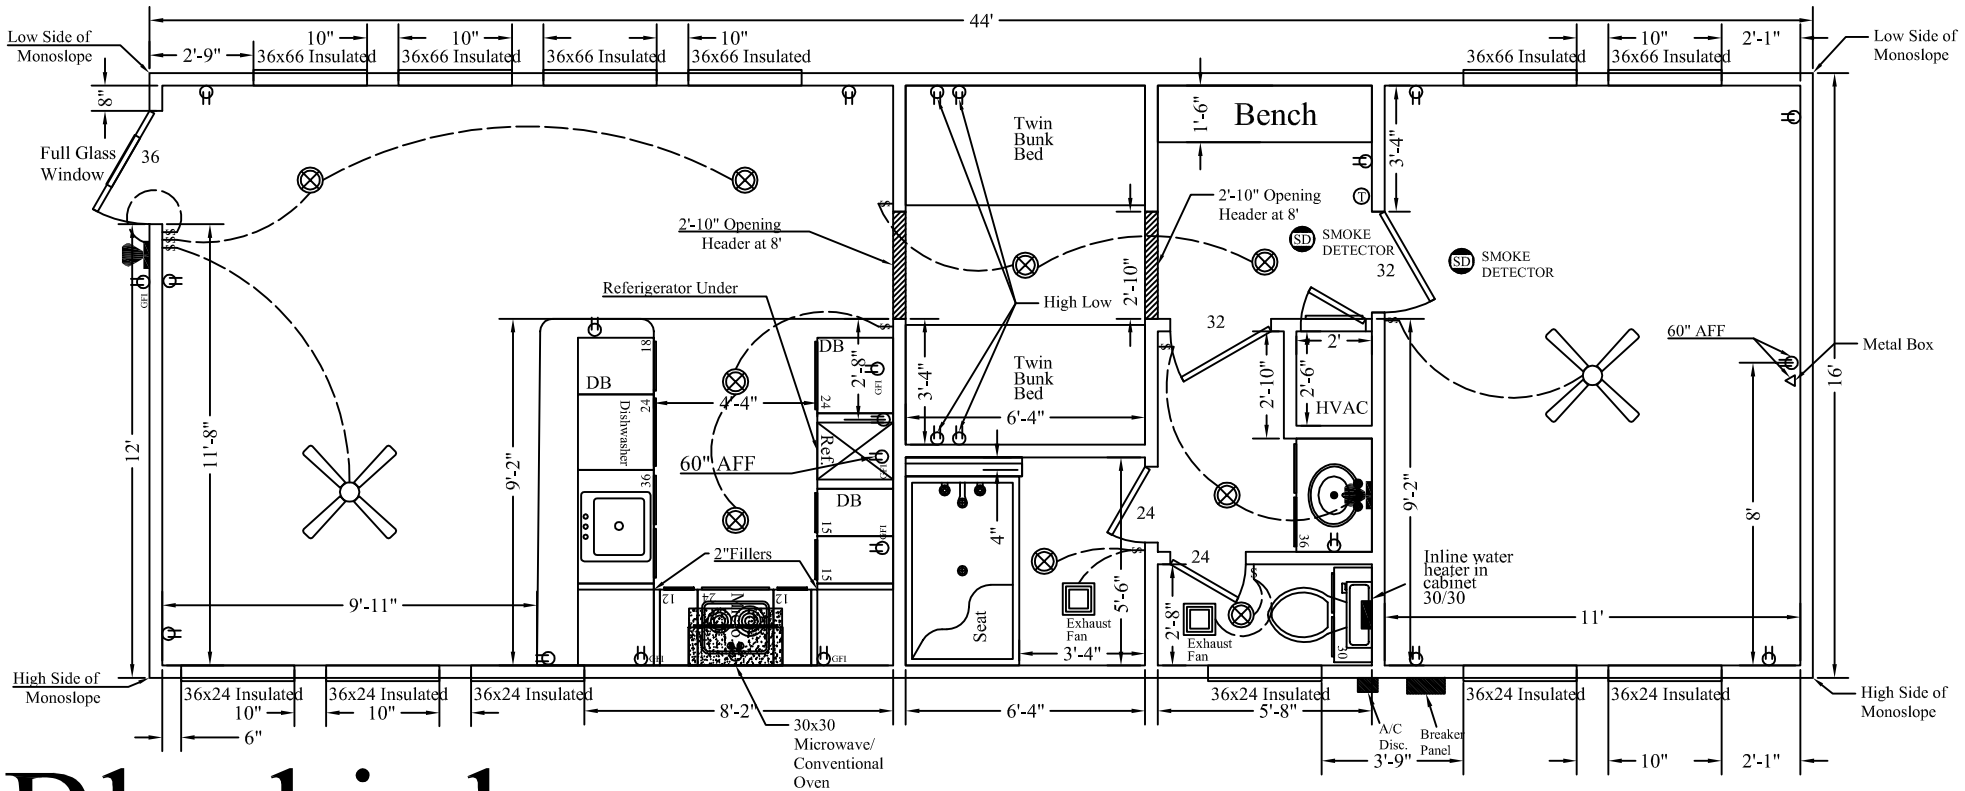 44'
Low Side of
Monoslope
2'-9"
10"
10"
10"
10"
2'-1"
Low Side of
Monoslope
36x66 Insulated
36x66 Insulated
36x66 Insulated
36x66 Insulated
36x66 Insulated
36x66 Insulated
8"
Full Glass
Window
36
Twin
Bunk
Bed
1'-6"
Bench
3'-4"
T
2'-10" Opening
Header at 8'
2'-10" Opening
Header at 8'
SD
SMOKE
DETECTOR
SD
SMOKE
DETECTOR
$
$$$
GFI
Referigerator Under
High Low
2'-10"
32
32
$
$
$
2'
60" AFF
Metal Box
16'
18
DB
DB
2'-8"
GFI
3'-4"
Twin
Bunk
Bed
2'-10"
2'-6"
HVAC
24
4'-4"
24
6'-4"
12'
11'-8"
9'-2"
Dishwasher
Ref.
60" AFF
36
DB
15
GFI
15
4"
24
9'-2"
8'
2"Fillers
36
24
$
$$
Inline water
heater in
cabinet
30/30
9'-11"
12
24
12
Seat
Exhaust
Fan
5'-6"
2'-8"
Exhaust
Fan
30
11'
3'-4"
GFI
GFI
High Side of
Monoslope
36x24 Insulated
36x24 Insulated
36x24 Insulated
36x24 Insulated
36x24 Insulated
36x24 Insulated
High Side of
Monoslope
10"
10"
8'-2"
6'-4"
5'-8"
6"
30x30
Microwave/
Conventional
Oven
A/C
Disc.
Breaker
Panel
3'-9"
10"
2'-1"